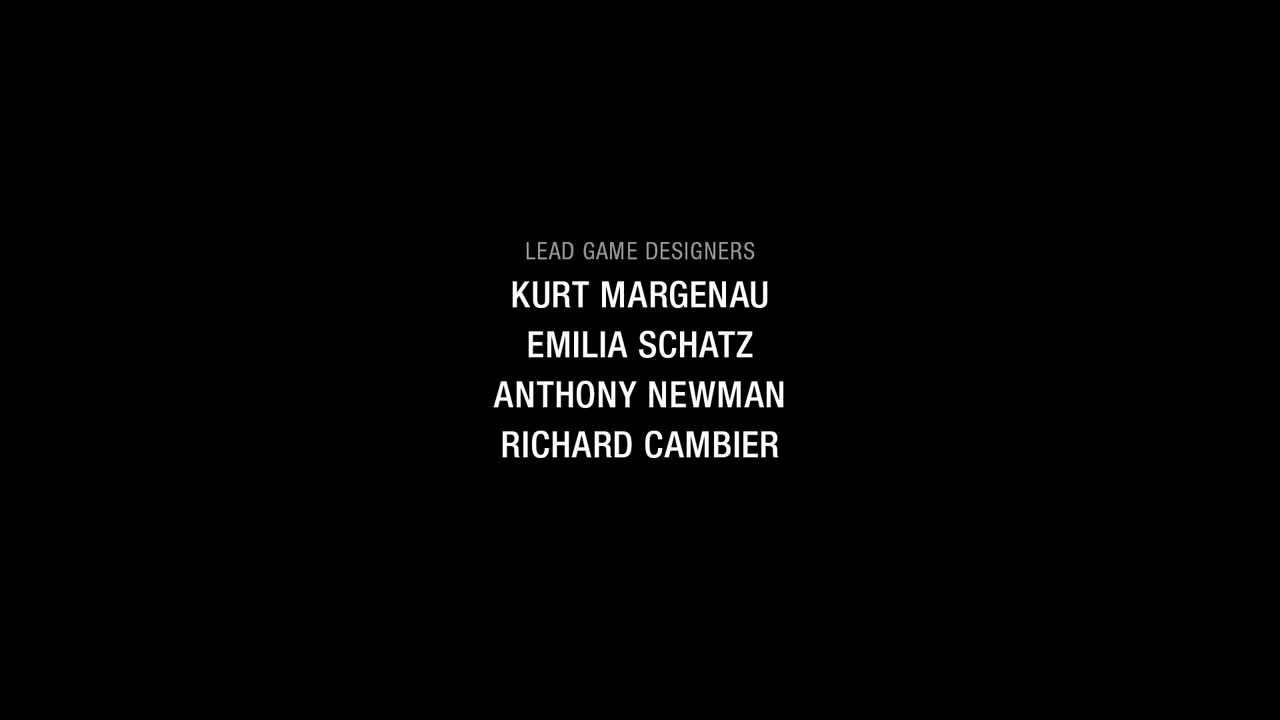 LEAD GAME DESIGNERS
KURT MARGENAU
EMILIA SCHATZ
ANTHONY NEWMAN
RICHARD CAMBIER